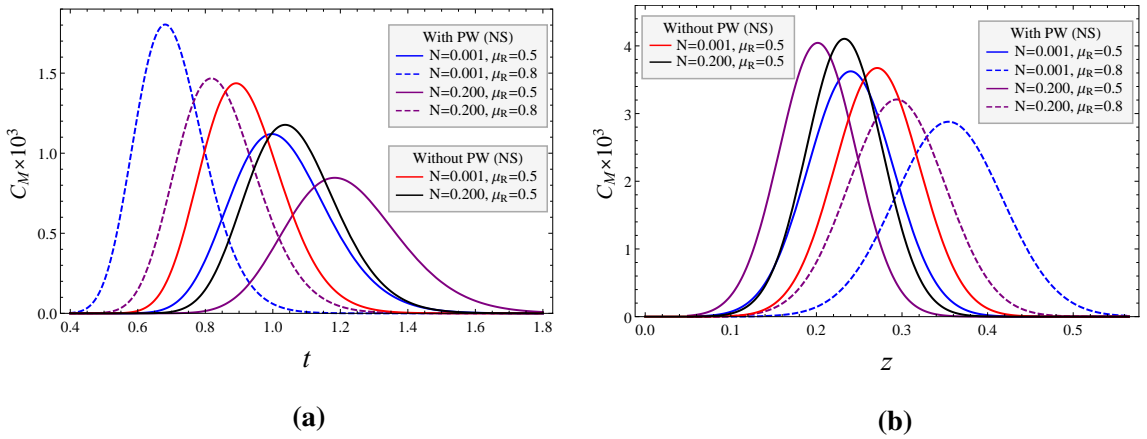 With PW (NS)
N=0.001, μR=0.5
N=0.001, μR=0.8
N=0.200, μR=0.5
N=0.200, μR=0.8
Without PW (NS)
N=0.001, μR=0.5
N=0.200, μR=0.5
CM×10³
1.5
1.0
0.5
0.0
0.4 0.6 0.8 1.0 1.2 1.4 1.6 1.8
t
(a)
Without PW (NS)
N=0.001, μR=0.5
N=0.200, μR=0.5
With PW (NS)
N=0.001, μR=0.5
N=0.001, μR=0.8
N=0.200, μR=0.5
N=0.200, μR=0.8
CM×10³
4
3
2
1
0
0.0 0.1 0.2 0.3 0.4 0.5
z
(b)